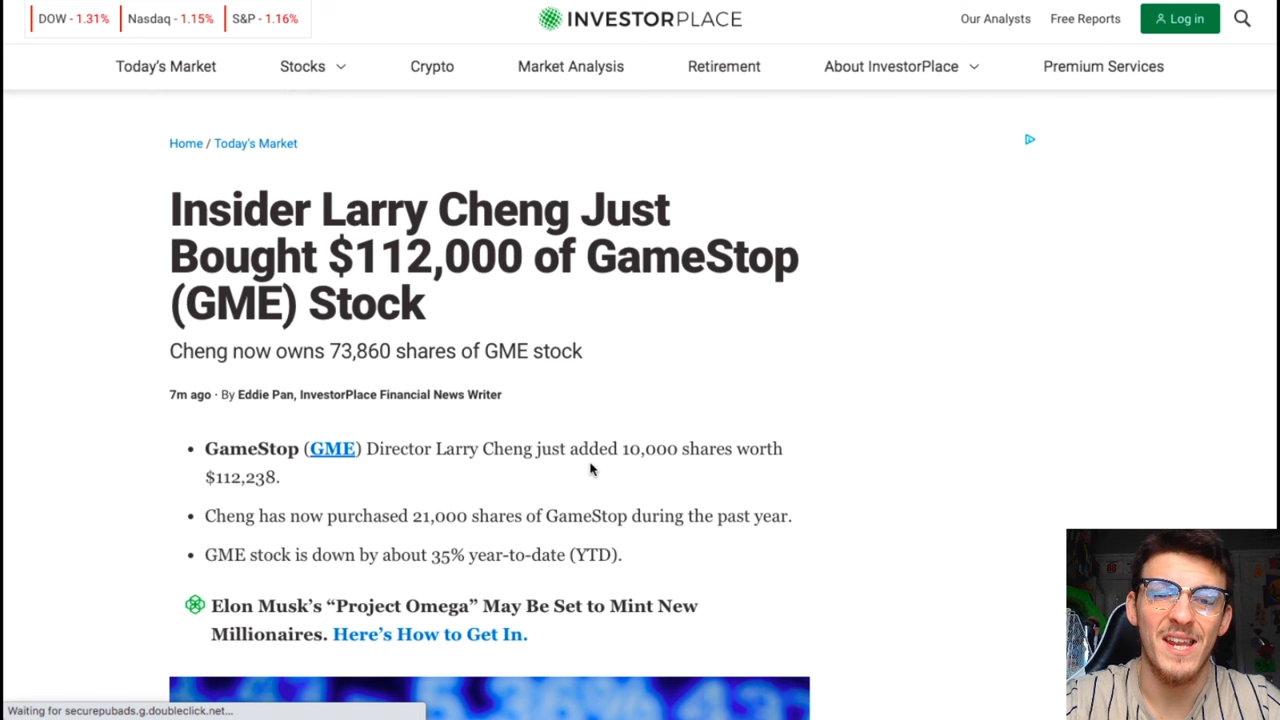 DOW - 1.31% Nasdaq - 1.15% S&P - 1.16%
INVESTORPLACE
Our Analysts Free Reports Log in
Today's Market Stocks Crypto Market Analysis Retirement About InvestorPlace Premium Services
Home / Today's Market
Insider Larry Cheng Just
Bought $112,000 of GameStop
(GME) Stock
Cheng now owns 73,860 shares of GME stock
7m ago · By Eddie Pan, InvestorPlace Financial News Writer
• GameStop (GME) Director Larry Cheng just added 10,000 shares worth
$112,238.
• Cheng has now purchased 21,000 shares of GameStop during the past year.
• GME stock is down by about 35% year-to-date (YTD).
Elon Musk's “Project Omega” May Be Set to Mint New
Millionaires. Here's How to Get In.
Waiting for securepubads.g.doubleclick.net...